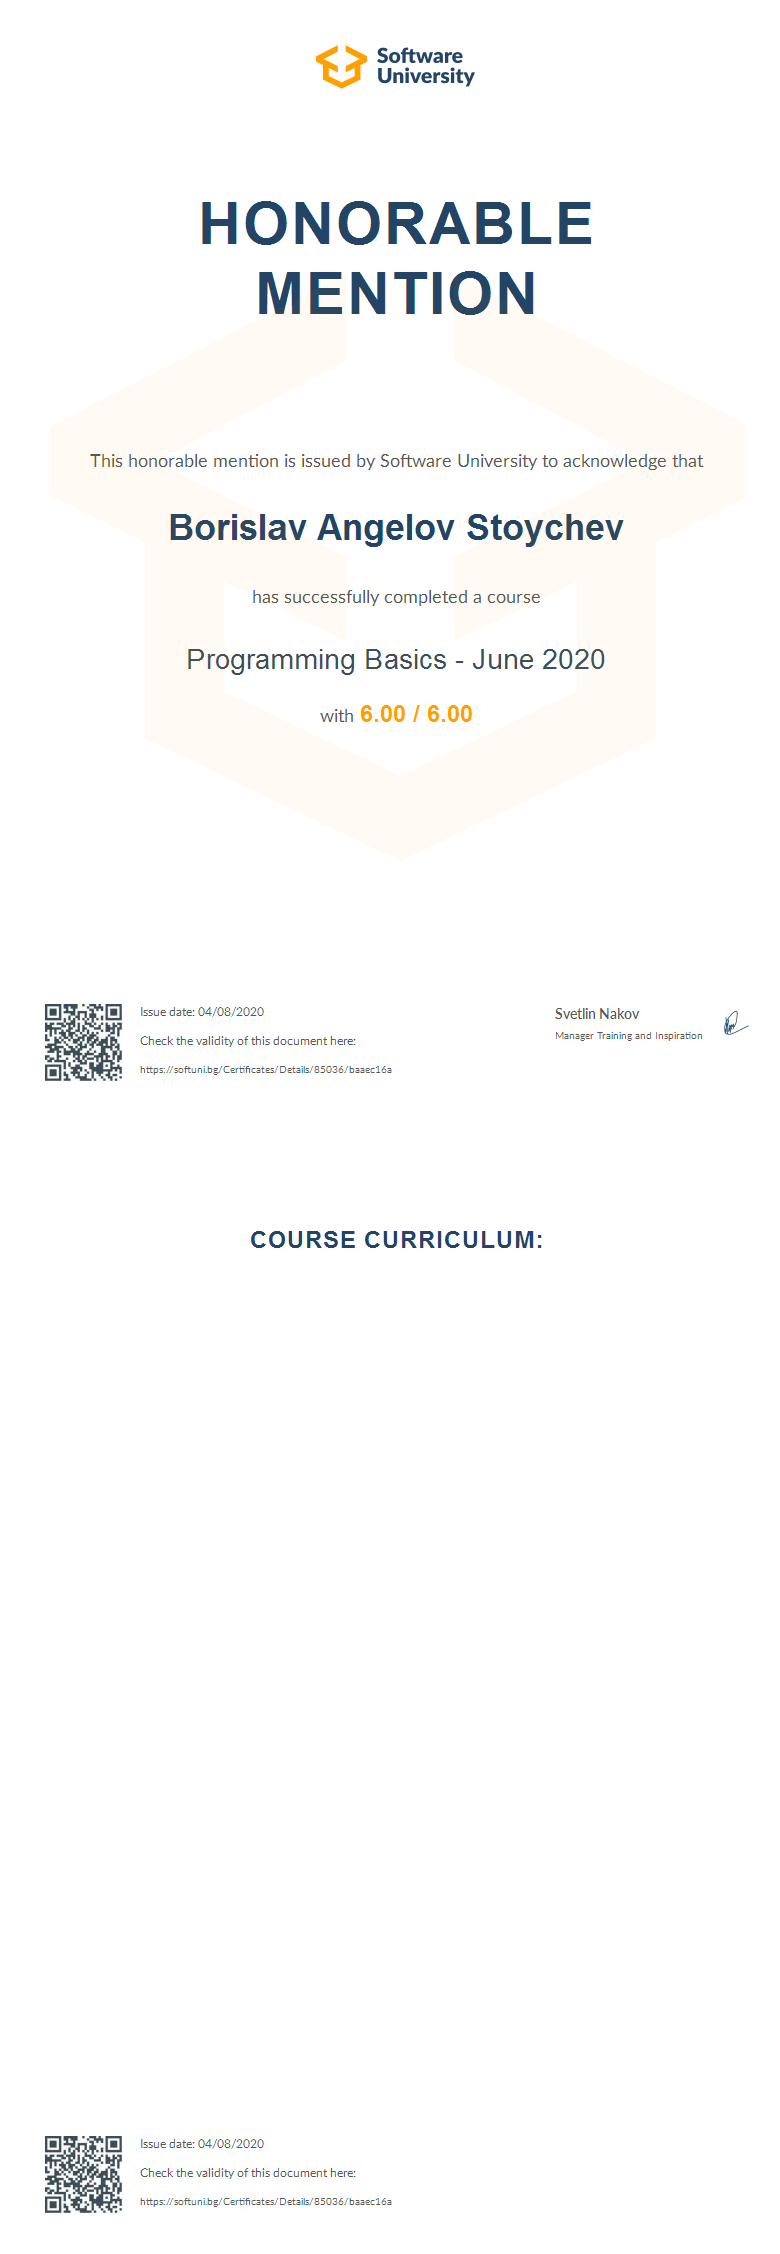 Software
University
HONORABLE
MENTION
This honorable mention is issued by Software University to acknowledge that
Borislav Angelov Stoychev
has successfully completed a course
Programming Basics - June 2020
with 6.00 / 6.00
Issue date: 04/08/2020
Check the validity of this document here:
https://softuni.bg/Certificates/Details/85036/baaec16a
Svetlin Nakov
Manager Training and Inspiration
COURSE CURRICULUM:
Issue date: 04/08/2020
Check the validity of this document here:
https://softuni.bg/Certificates/Details/85036/baaec16a